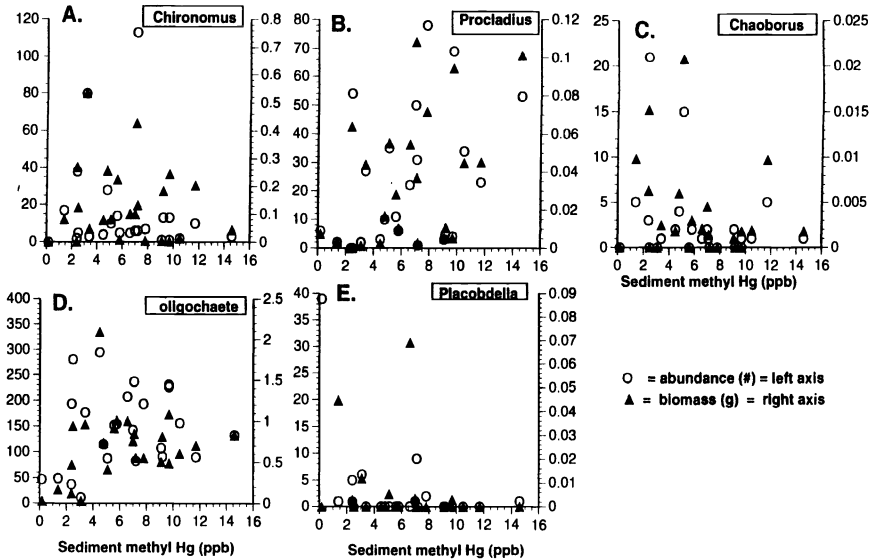 A. Chironomus
120 100 80 60 40 20 0
0.8 0.7 0.6 0.5 0.4 0.3 0.2 0.1 0
0 2 4 6 8 10 12 14 16
B. Procladius
80 70 60 50 40 30 20 10 0
0.12 0.1 0.08 0.06 0.04 0.02 0
0 2 4 6 8 10 12 14 16
C. Chaoborus
25 20 15 10 5 0
0.025 0.02 0.015 0.01 0.005 0
0 2 4 6 8 10 12 14 16
Sediment methyl Hg (ppb)
D. oligochaete
400 350 300 250 200 150 100 50 0
2.5 2 1.5 1 0.5 0
0 2 4 6 8 10 12 14 16
Sediment methyl Hg (ppb)
E. Placobdella
40 35 30 25 20 15 10 5 0
0.09 0.08 0.07 0.06 0.05 0.04 0.03 0.02 0.01 0
0 2 4 6 8 10 12 14 16
Sediment methyl Hg (ppb)
= abundance (#) = left axis
= biomass (g) = right axis